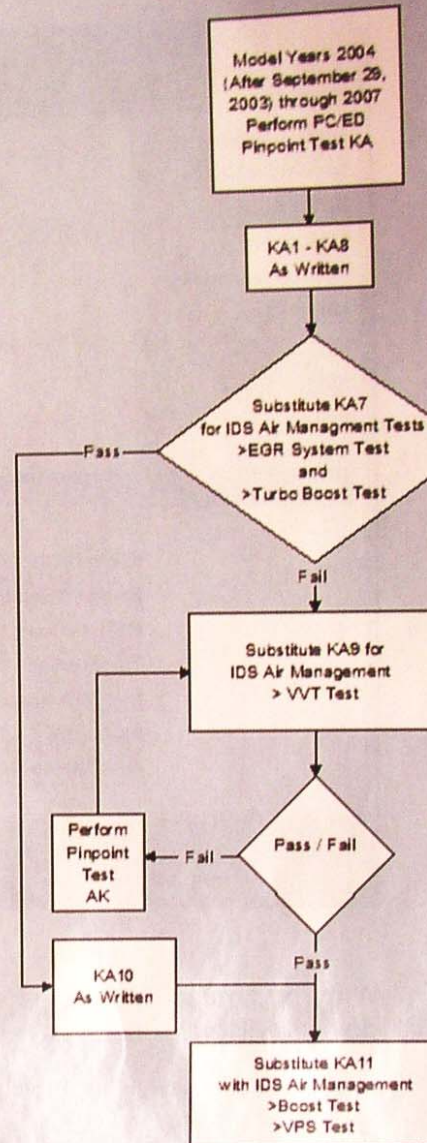 Model Years 2004
(After September 29,
2003) through 2007
Perform PC/ED
Pinpoint Test KA
KA1 - KA8
As Written
Substitute KA7
for IDS Air Managment Tests
>EGR System Test
and
>Turbo Boost Test
Pass
Fail
Substitute KA9 for
IDS Air Management
> VVT Test
Pass / Fail
Fail
Perform
Pinpoint
Test
AK
Pass
KA10
As Written
Substitute KA11
with IDS Air Management
>Boost Test
>VPS Test